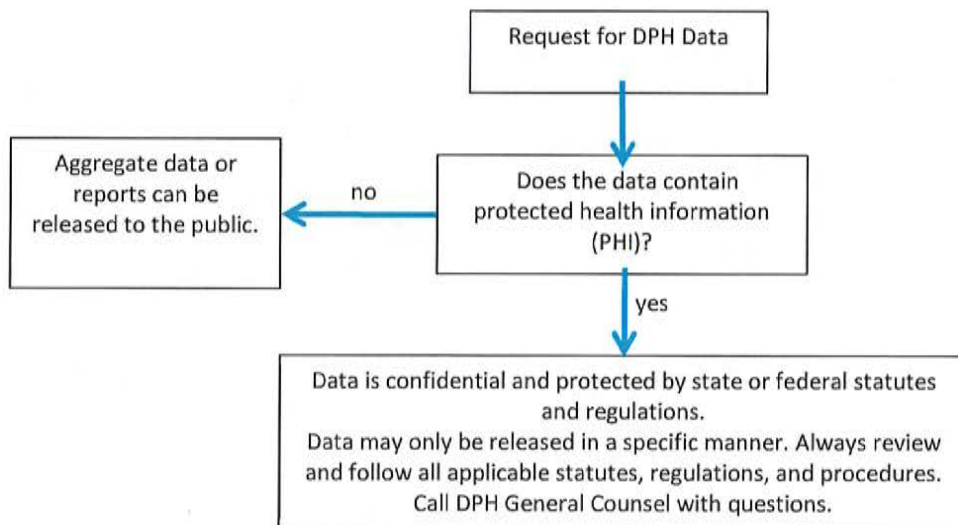 Request for DPH Data
Aggregate data or
reports can be
released to the public.
no
Does the data contain
protected health information
(PHI)?
yes
Data is confidential and protected by state or federal statutes
and regulations.
Data may only be released in a specific manner. Always review
and follow all applicable statutes, regulations, and procedures.
Call DPH General Counsel with questions.